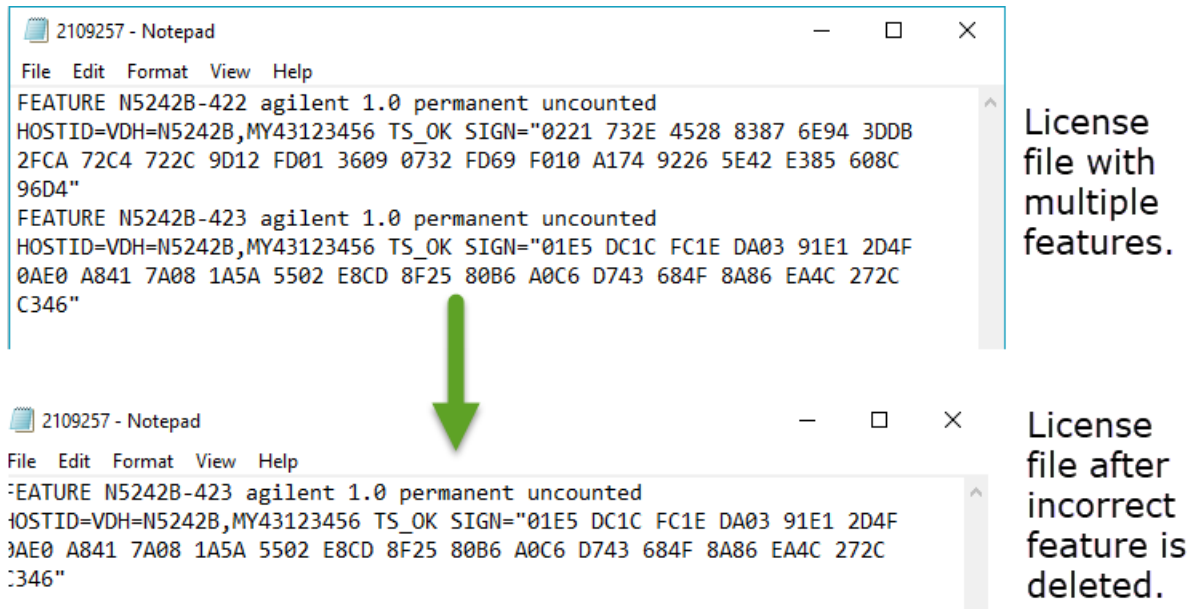 2109257 - Notepad
File Edit Format View Help
FEATURE N5242B-422 agilent 1.0 permanent uncounted
HOSTID=VDH=N5242B,MY43123456 TS_OK SIGN="0221 732E 4528 8387 6E94 3DDB
2FCA 72C4 722C 9D12 FD01 3609 0732 FD69 F010 A174 9226 5E42 E385 608C
96D4"
FEATURE N5242B-423 agilent 1.0 permanent uncounted
HOSTID=VDH=N5242B,MY43123456 TS_OK SIGN="01E5 DC1C FC1E DA03 91E1 2D4F
0AE0 A841 7A08 1A5A 5502 E8CD 8F25 80B6 A0C6 D743 684F 8A86 EA4C 272C
C346"
License
file with
multiple
features.
2109257 - Notepad
File Edit Format View Help
FEATURE N5242B-423 agilent 1.0 permanent uncounted
HOSTID=VDH=N5242B,MY43123456 TS_OK SIGN="01E5 DC1C FC1E DA03 91E1 2D4F
0AE0 A841 7A08 1A5A 5502 E8CD 8F25 80B6 A0C6 D743 684F 8A86 EA4C 272C
C346"
License
file after
incorrect
feature is
deleted.